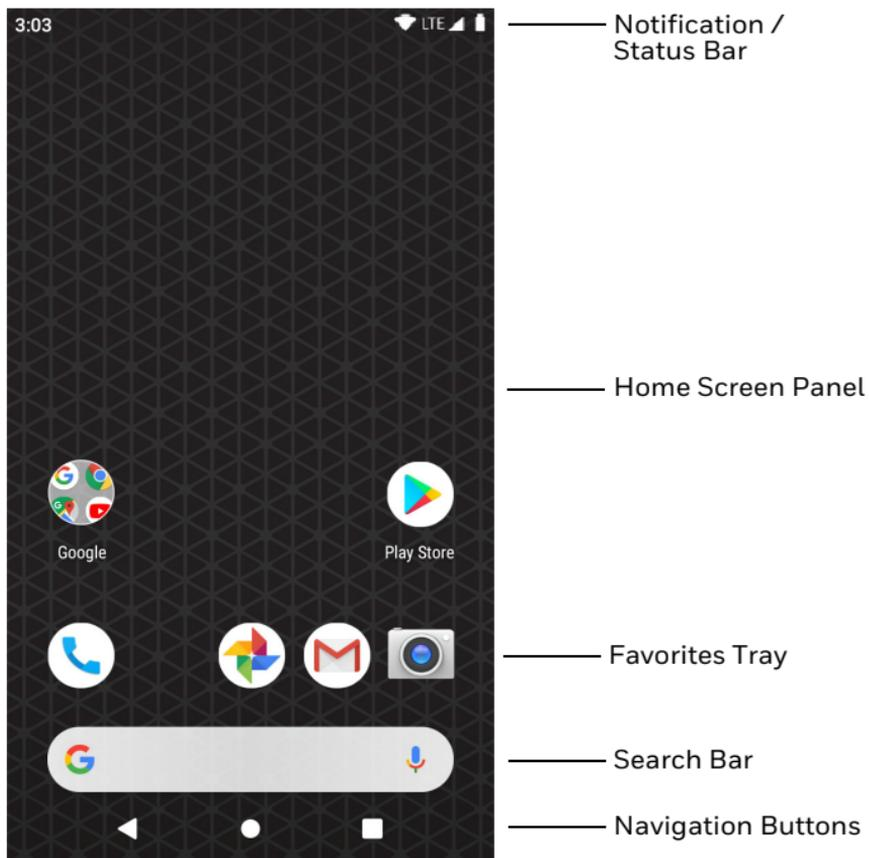 3:03
LTE
Notification /
Status Bar
Home Screen Panel
Google
Play Store
Favorites Tray
Search Bar
Navigation Buttons